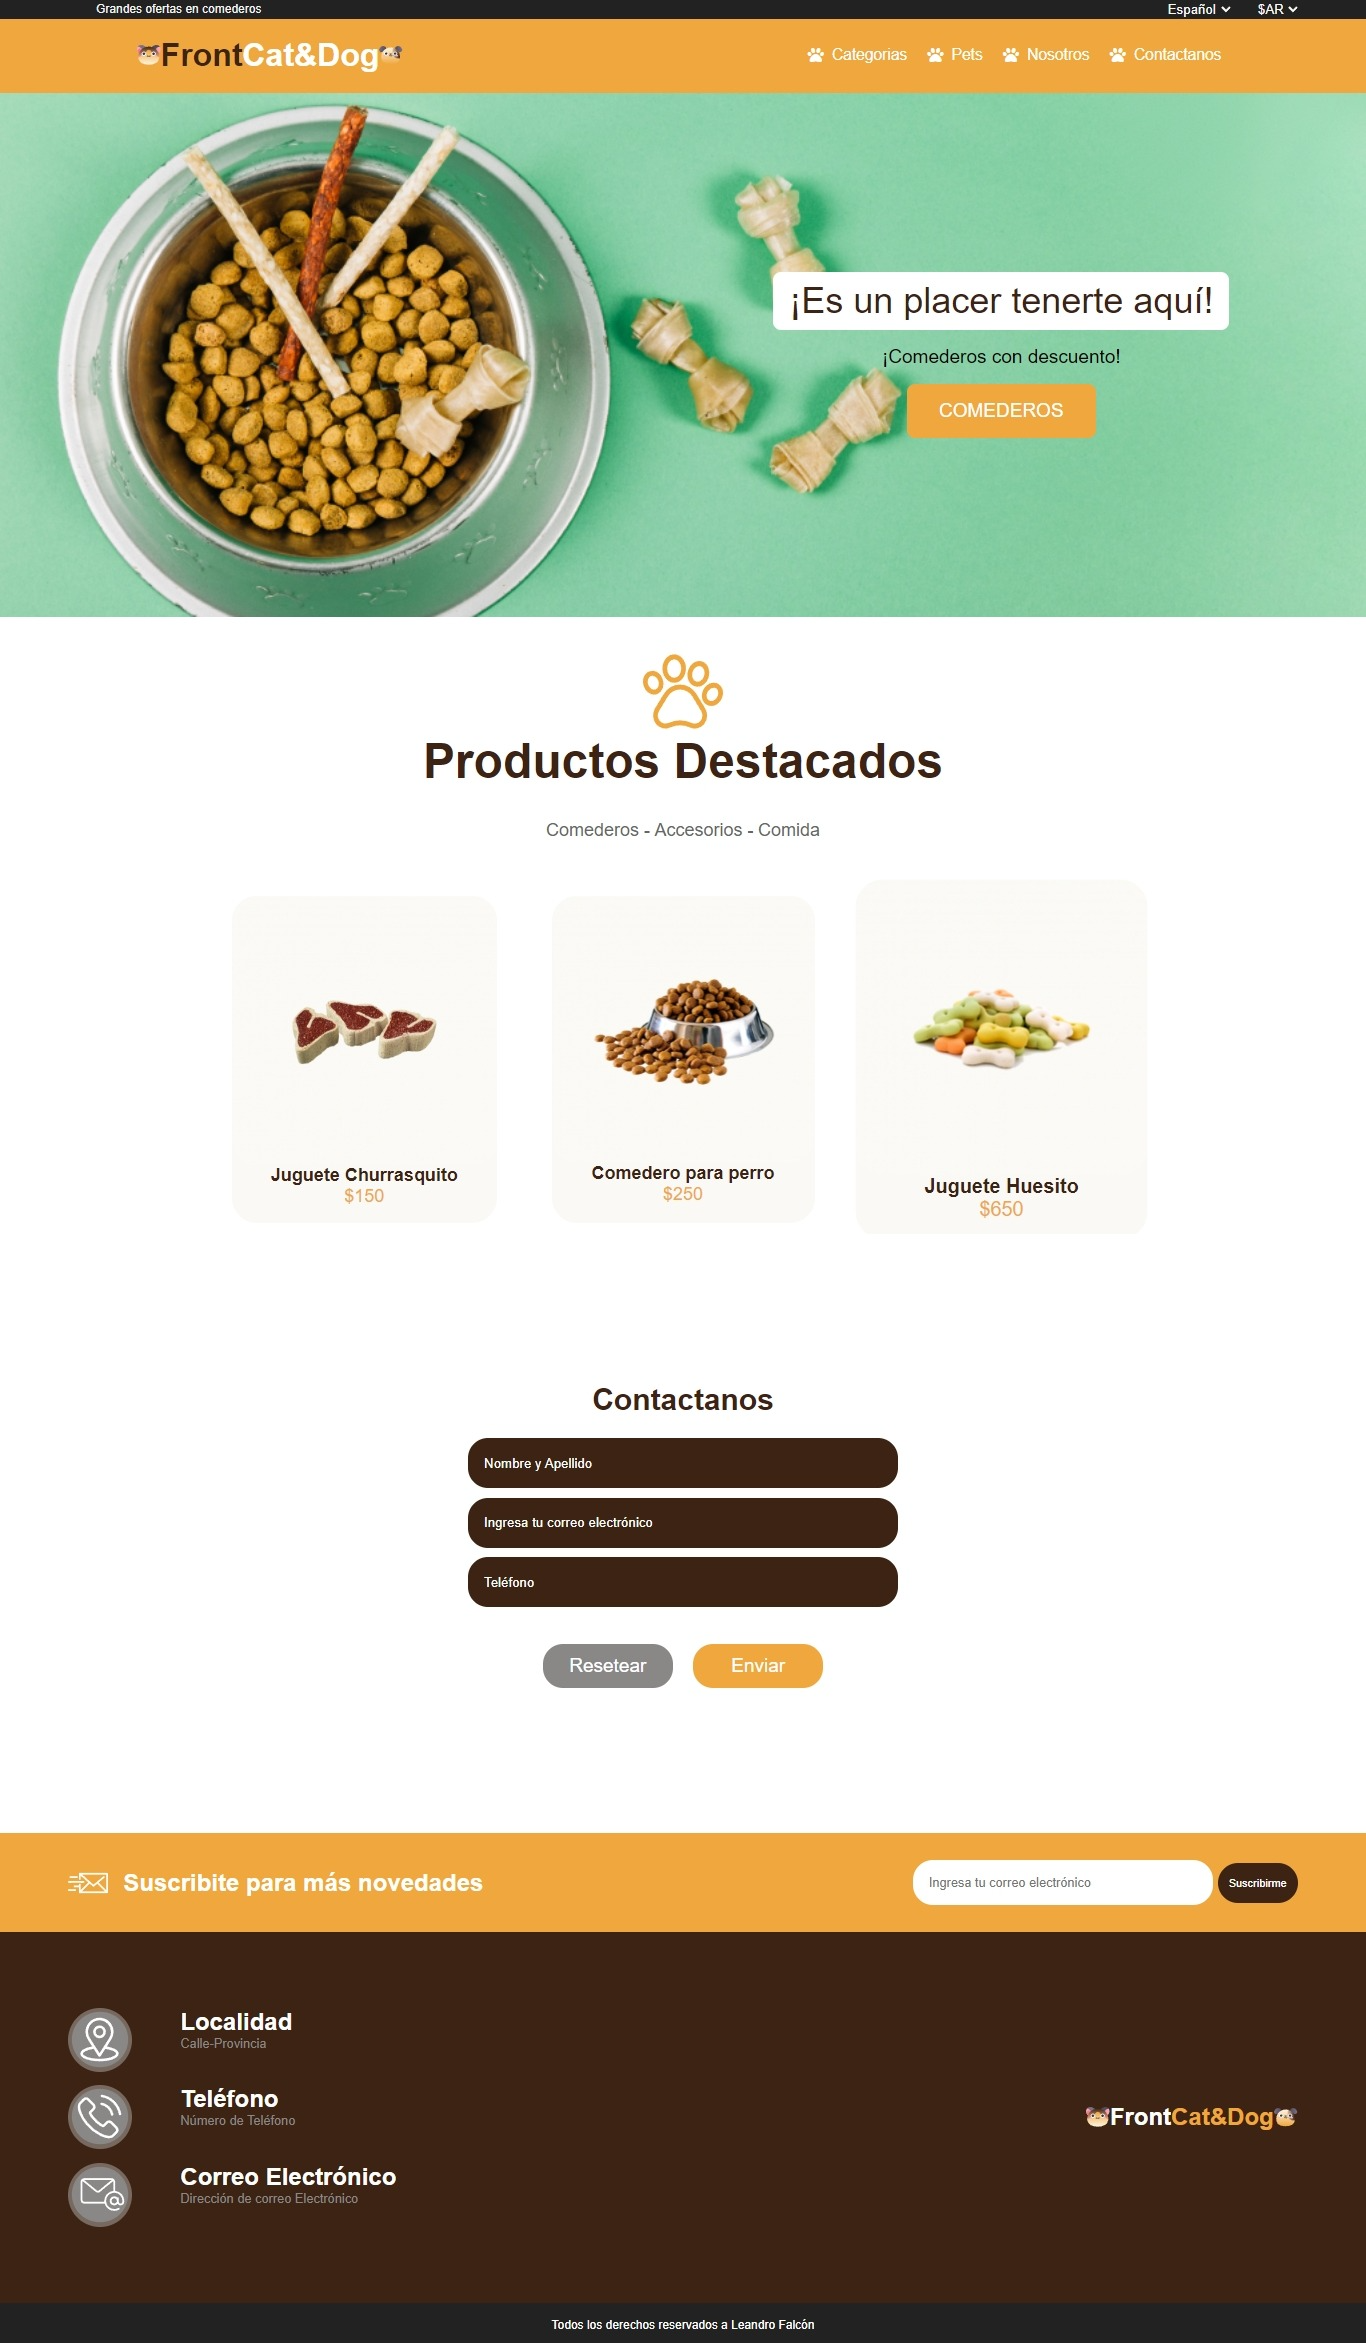 Grandes ofertas en comederos
Español $AR
FrontCat&Dog
Categorias Pets Nosotros Contactanos
¡Es un placer tenerte aquí!
¡Comederos con descuento!
COMEDEROS
Productos Destacados
Comederos - Accesorios - Comida
Juguete Churrasquito
$150
Comedero para perro
$250
Juguete Huesito
$650
Contactanos
Nombre y Apellido
Ingresa tu correo electrónico
Teléfono
Resetear Enviar
Suscribite para más novedades
Ingresa tu correo electrónico
Suscribirme
Localidad
Calle-Provincia
Teléfono
Número de Teléfono
Correo Electrónico
Dirección de correo Electrónico
FrontCat&Dog
Todos los derechos reservados a Leandro Falcón